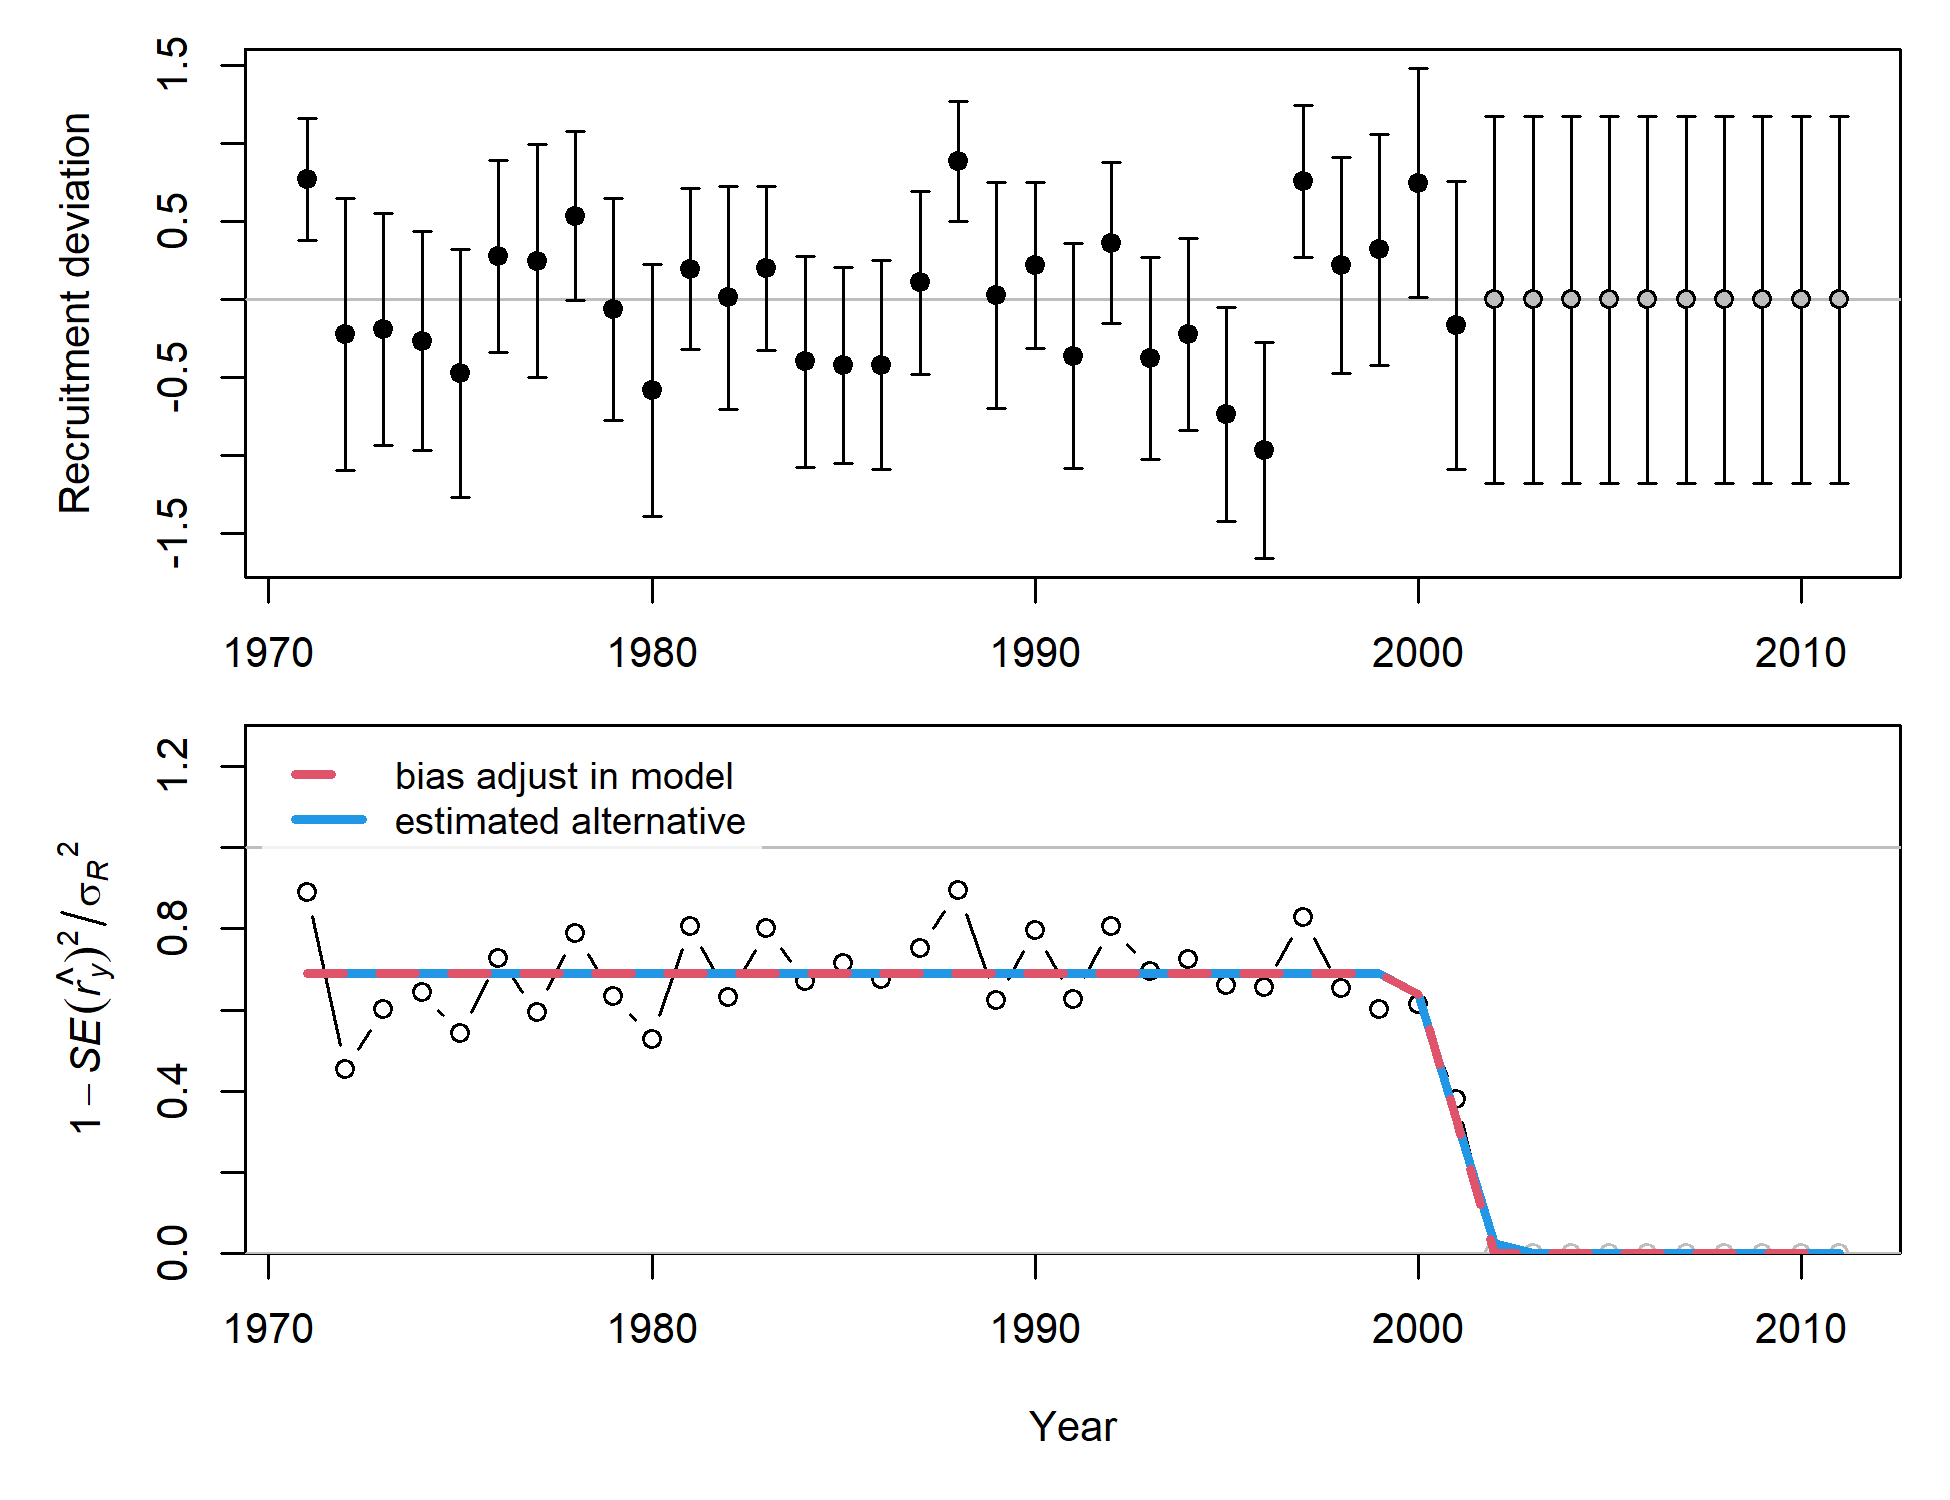 Recruitment deviation
1.5
0.5
-0.5
-1.5
1970 1980 1990 2000 2010
bias adjust in model
estimated alternative
1 − SE(r̂_y)² / σ_R²
1.2
0.8
0.4
0.0
1970 1980 1990 2000 2010
Year